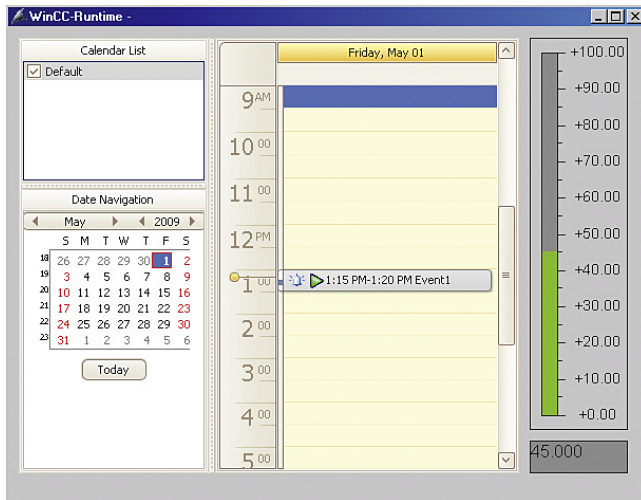 WinCC-Runtime -
Calendar List
Default
Date Navigation
May 2009
S M T W T F S
18 26 27 28 29 30 1 2
19 3 4 5 6 7 8 9
20 10 11 12 13 14 15 16
21 17 18 19 20 21 22 23
22 24 25 26 27 28 29 30
23 31 1 2 3 4 5 6
Today
Friday, May 01
9 AM
10 00
11 00
12 PM
1 00
1:15 PM-1:20 PM Event1
2 00
3 00
4 00
5 00
+100.00
+90.00
+80.00
+70.00
+60.00
+50.00
+40.00
+30.00
+20.00
+10.00
+0.00
45.000